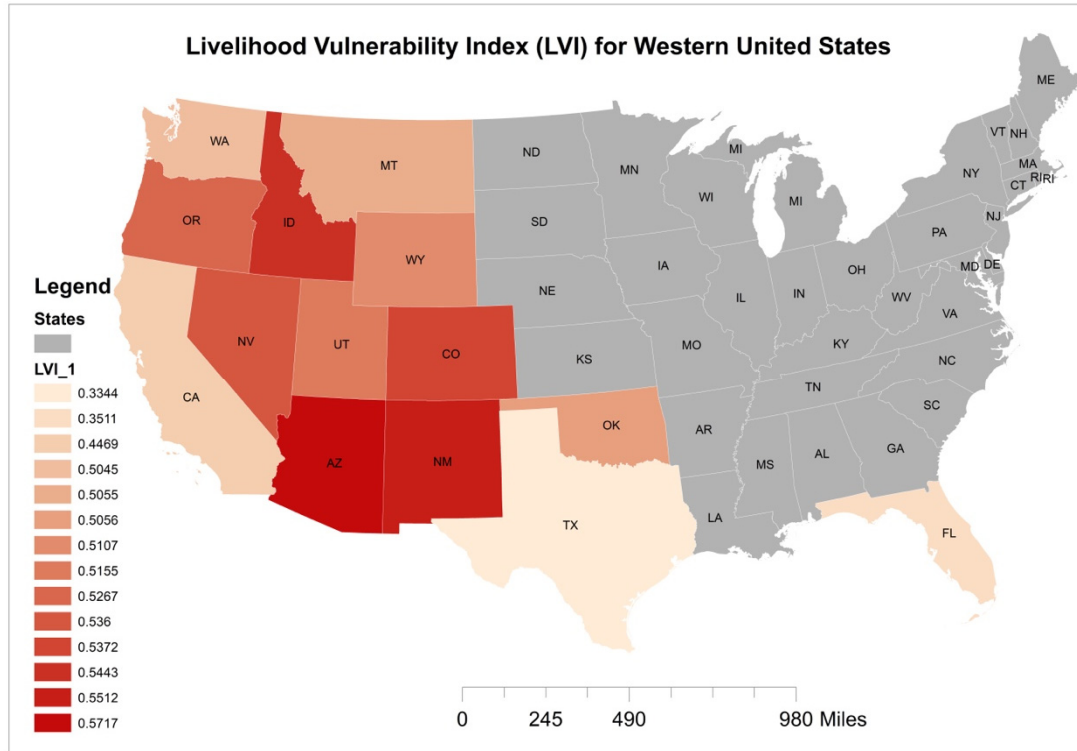 Livelihood Vulnerability Index (LVI) for Western United States
ME
WA
VT NH
MT
ND
MI
MN
MA
NY
RI RI
CT
OR
ID
WI
MI
SD
NJ
WY
PA
IA
OH
MD DE
NE
IL
IN
WV
VA
NV
UT
CO
KS
MO
KY
CA
NC
TN
OK
AR
SC
AZ
NM
MS
AL
GA
LA
TX
FL
Legend
States
LVI_1
0.3344
0.3511
0.4469
0.5045
0.5055
0.5056
0.5107
0.5155
0.5267
0.536
0.5372
0.5443
0.5512
0.5717
0 245 490 980 Miles